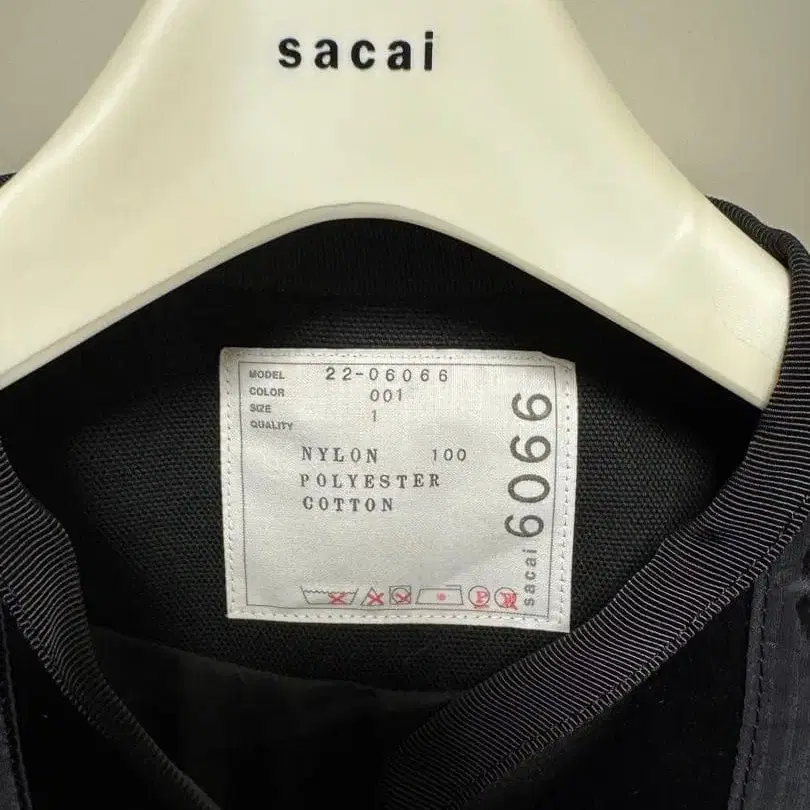 sacai
MODEL 22-06066
COLOR 001
SIZE 1
QUALITY
NYLON 100
POLYESTER
COTTON
sacai 6066
P